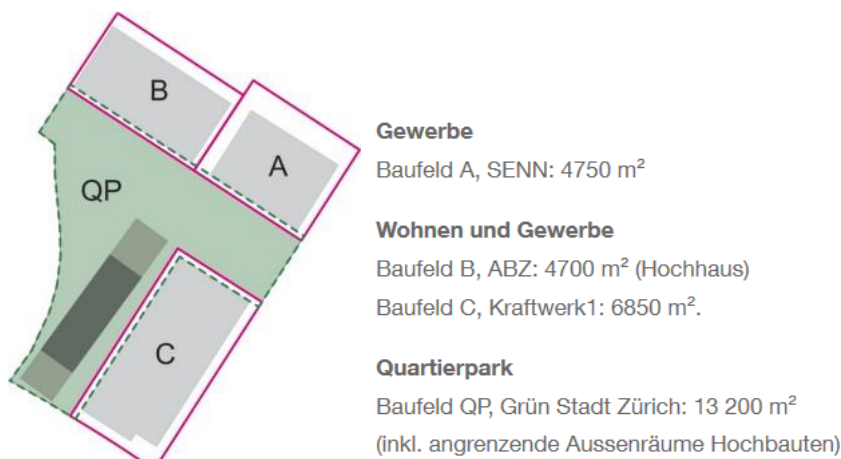 B
A
QP
C
Gewerbe
Baufeld A, SENN: 4750 m²
Wohnen und Gewerbe
Baufeld B, ABZ: 4700 m² (Hochhaus)
Baufeld C, Kraftwerk1: 6850 m².
Quartierpark
Baufeld QP, Grün Stadt Zürich: 13 200 m²
(inkl. angrenzende Aussenräume Hochbauten)